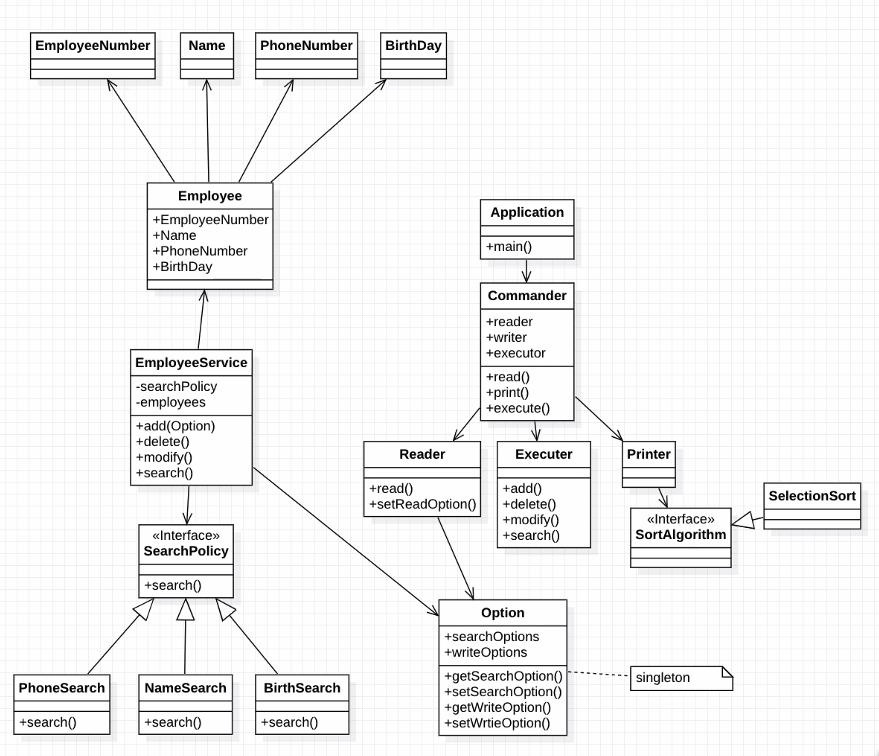 EmployeeNumber
Name
PhoneNumber
BirthDay
Employee
+EmployeeNumber
+Name
+PhoneNumber
+BirthDay
Application
+main()
Commander
+reader
+writer
+executor
+read()
+print()
+execute()
EmployeeService
-searchPolicy
-employees
+add(Option)
+delete()
+modify()
+search()
Reader
+read()
+setReadOption()
Executer
+add()
+delete()
+modify()
+search()
Printer
SelectionSort
«Interface»
SortAlgorithm
«Interface»
SearchPolicy
+search()
Option
+searchOptions
+writeOptions
+getSearchOption()
+setSearchOption()
+getWriteOption()
+setWrtieOption()
singleton
PhoneSearch
+search()
NameSearch
+search()
BirthSearch
+search()